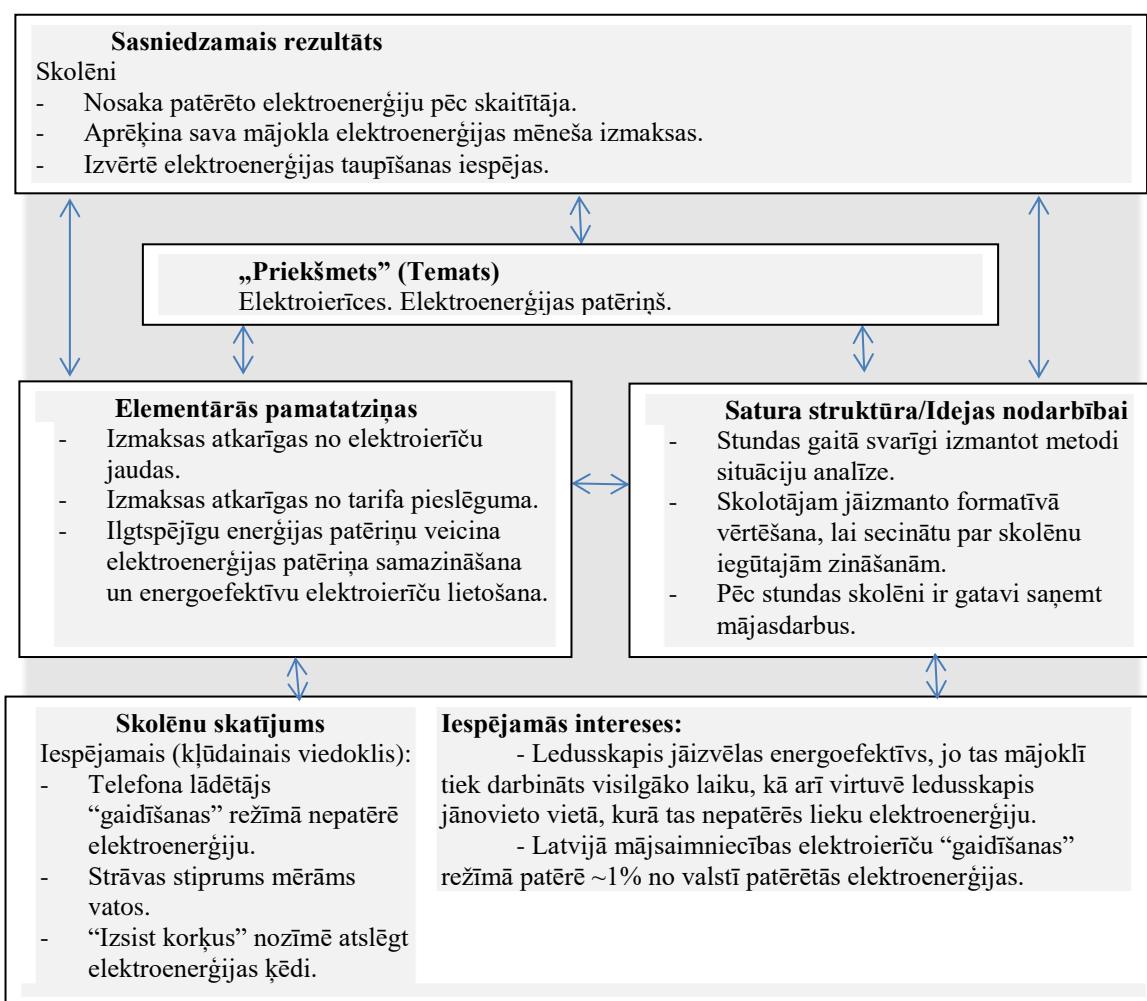 Sasniedzamais rezultāts
Skolēni
- Nosaka patērēto elektroenerģiju pēc skaitītāja.
- Aprēķina sava mājokla elektroenerģijas mēneša izmaksas.
- Izvērtē elektroenerģijas taupīšanas iespējas.
„Priekšmets” (Temats)
Elektroierīces. Elektroenerģijas patēriņš.
Elementārās pamatatziņas
- Izmaksas atkarīgas no elektroierīču
jaudas.
- Izmaksas atkarīgas no tarifa pieslēguma.
- Ilgtspējīgu enerģijas patēriņu veicina
elektroenerģijas patēriņa samazināšana
un energoefektīvu elektroierīču lietošana.
Satura struktūra/Idejas nodarbībai
- Stundas gaitā svarīgi izmantot metodi
situāciju analīze.
- Skolotājam jāizmanto formatīvā
vērtēšana, lai secinātu par skolēnu
iegūtajām zināšanām.
- Pēc stundas skolēni ir gatavi saņemt
mājasdarbus.
Skolēnu skatījums
Iespējamais (kļūdainais viedoklis):
- Telefona lādētājs
“gaidīšanas” režīmā nepatērē
elektroenerģiju.
- Strāvas stiprums mērāms
vatos.
- “Izsist korķus” nozīmē atslēgt
elektroenerģijas ķēdi.
Iespējamās intereses:
- Ledusskapis jāizvēlas energoefektīvs, jo tas mājoklī
tiek darbināts visilgāko laiku, kā arī virtuvē ledusskapis
jānovieto vietā, kurā tas nepatērēs lieku elektroenerģiju.
- Latvijā mājsaimniecības elektroierīču “gaidīšanas”
režīmā patērē ~1% no valstī patērētās elektroenerģijas.